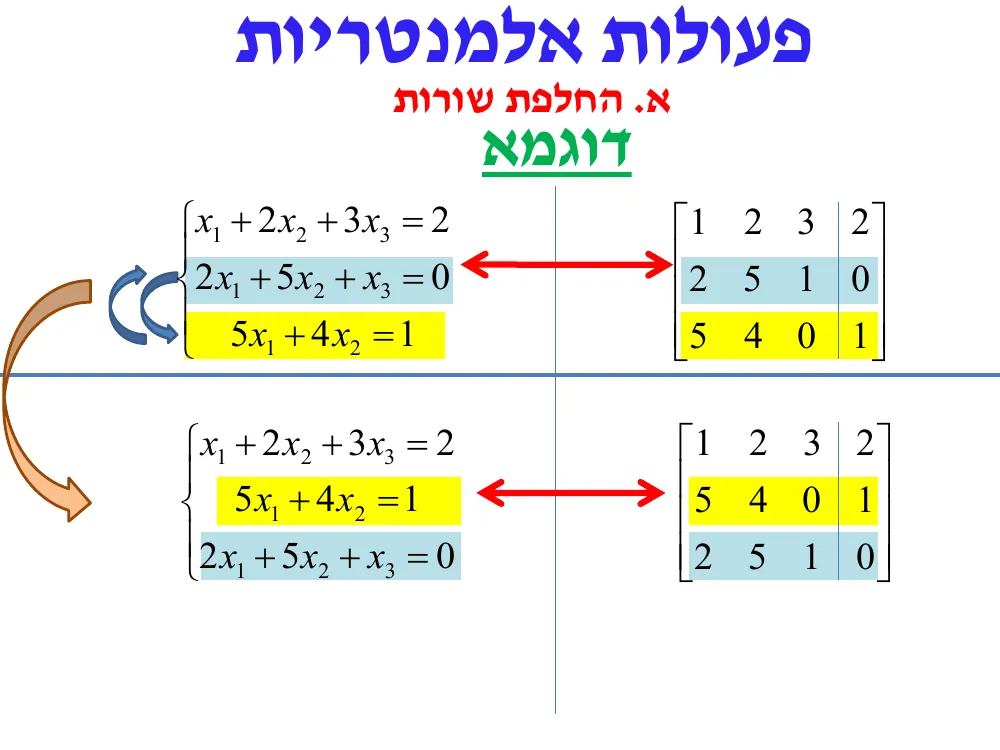 פעולות אלמנטריות
א. החלפת שורות
דוגמא
x₁ + 2x₂ + 3x₃ = 2
2x₁ + 5x₂ + x₃ = 0
5x₁ + 4x₂ = 1
1 2 3 2
2 5 1 0
5 4 0 1
x₁ + 2x₂ + 3x₃ = 2
5x₁ + 4x₂ = 1
2x₁ + 5x₂ + x₃ = 0
1 2 3 2
5 4 0 1
2 5 1 0